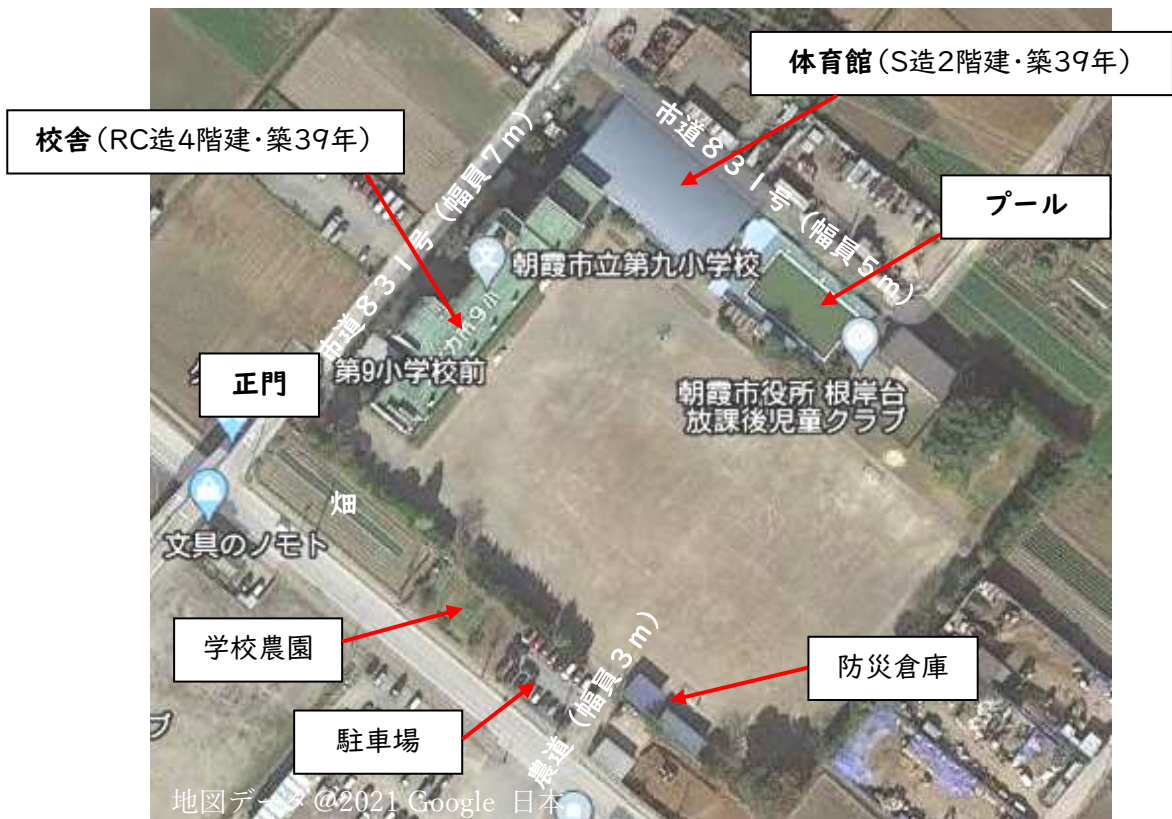 体育館(S造2階建・築39年)
校舎(RC造4階建・築39年)
市道831号(幅員7m)
市道831号(幅員5m)
プール
朝霞市立第九小学校
第9小学校前
正門
朝霞市役所 根岸台
放課後児童クラブ
畑
文具のノモト
学校農園
駐車場
農道(幅員3m)
防災倉庫
地図データ@2021 Google 日本